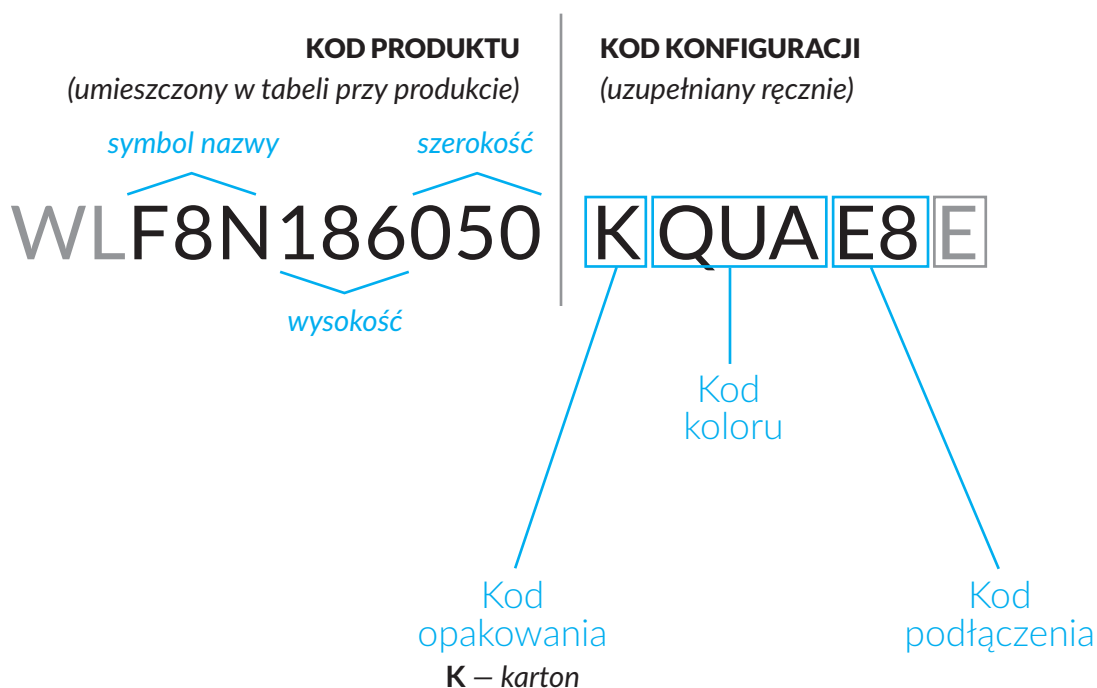 KOD PRODUKTU
(umieszczony w tabeli przy produkcie)
KOD KONFIGURACJI
(uzupełniany ręcznie)
symbol nazwy
szerokość
WLF8N186050 K QUA E8 E
wysokość
Kod
koloru
Kod
opakowania
K – karton
Kod
podłączenia